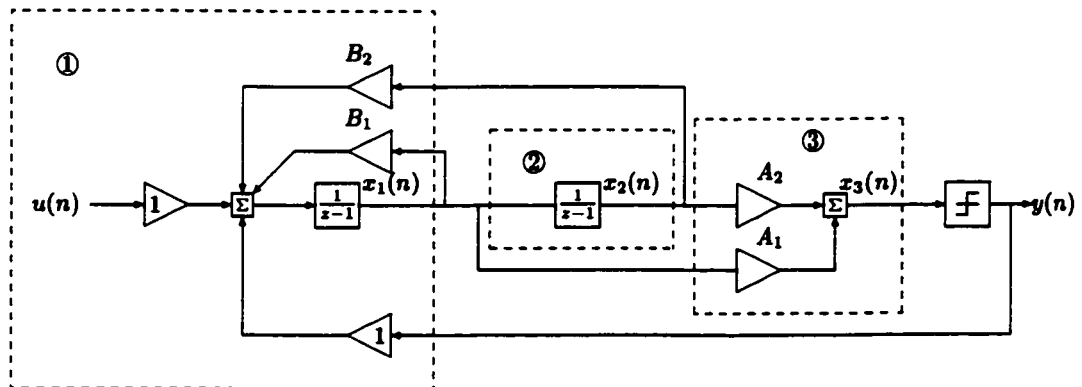 ①
B₂
B₁
②
③
u(n)
1
Σ
1/(z−1)
x₁(n)
1/(z−1)
x₂(n)
A₂
Σ
x₃(n)
y(n)
A₁
1